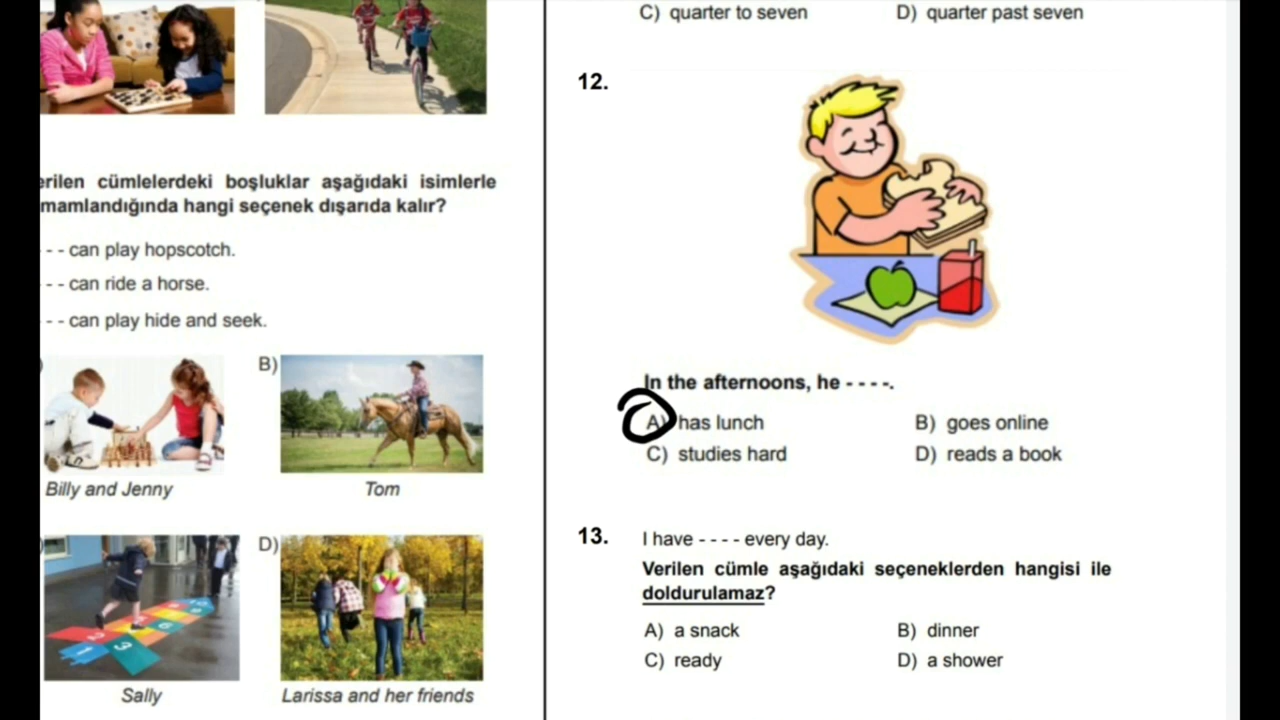 erilen cümlelerdeki boşluklar aşağıdaki isimlerle
mamlandığında hangi seçenek dışarıda kalır?
- - can play hopscotch.
- - can ride a horse.
- - can play hide and seek.
B)
Billy and Jenny
Tom
D)
Sally
Larissa and her friends
C) quarter to seven
D) quarter past seven
12.
In the afternoons, he - - - -.
A) has lunch
B) goes online
C) studies hard
D) reads a book
13.
I have - - - - every day.
Verilen cümle aşağıdaki seçeneklerden hangisi ile
doldurulamaz?
A) a snack
B) dinner
C) ready
D) a shower